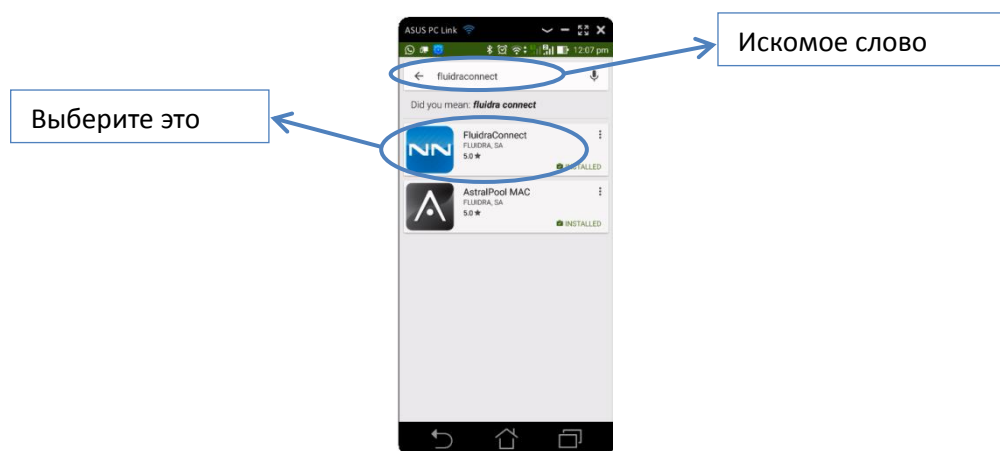 ASUS PC Link
12:07 pm
Искомое слово
fluidraconnect
Did you mean: fluidra connect
Выберите это
FluidraConnect
FLUIDRA, SA
5.0 ★
INSTALLED
AstralPool MAC
FLUIDRA, SA
5.0 ★
INSTALLED